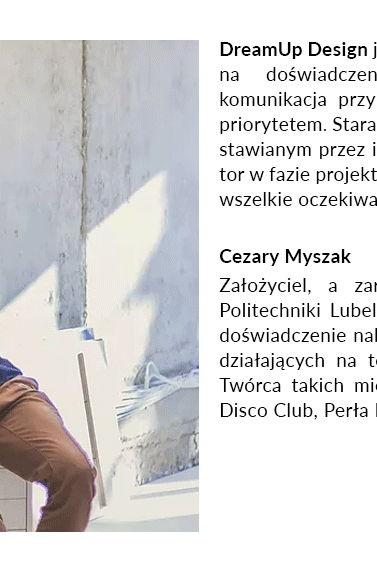 DreamUp Design
na doświadczen
komunikacja przy
priorytetem. Stara
stawianym przez i
tor w fazie projekt
wszelkie oczekiwa
Cezary Myszak
Założyciel, a zar
Politechniki Lubel
doświadczenie nal
działających na te
Twórca takich mie
Disco Club, Perła